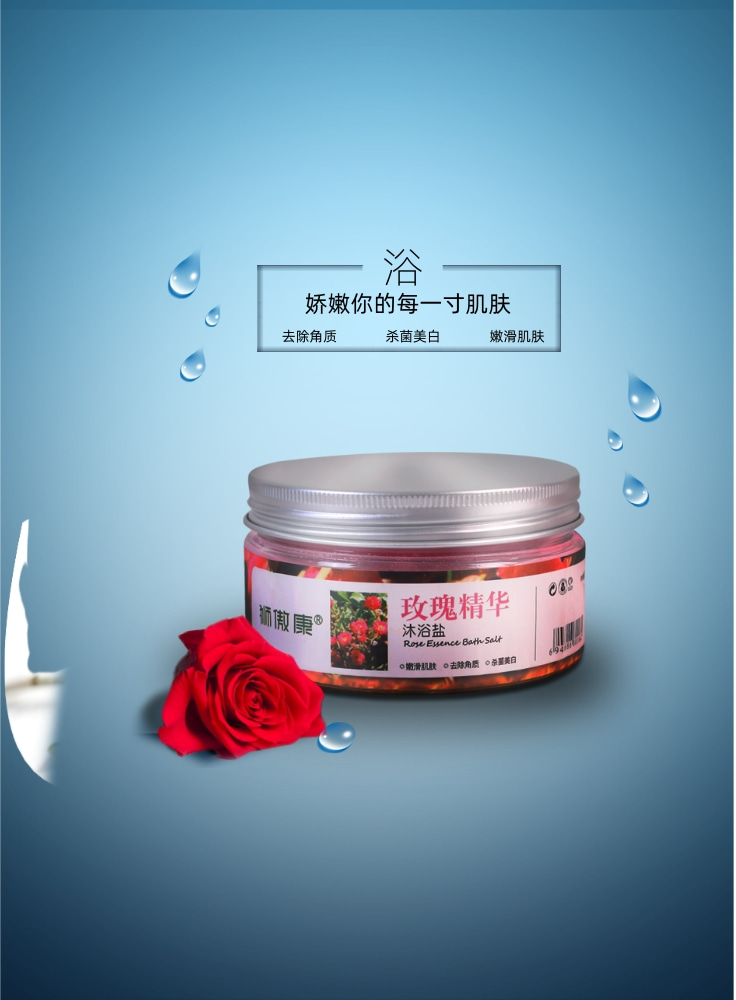 浴
娇嫩你的每一寸肌肤
去除角质 杀菌美白 嫩滑肌肤
狮傲康®
玫瑰精华
沐浴盐
Rose Essence Bath Salt
嫩滑肌肤 去除角质 杀菌美白